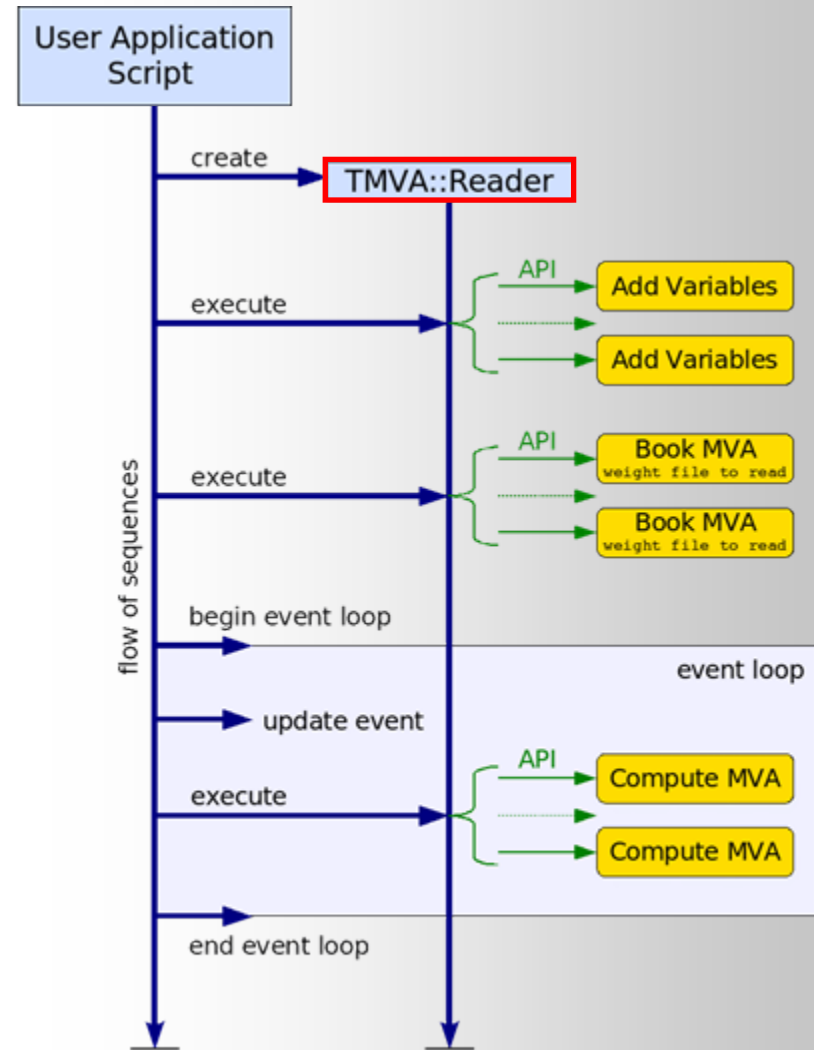 User Application
Script
create
TMVA::Reader
API
Add Variables
execute
Add Variables
API
Book MVA
weight file to read
execute
Book MVA
weight file to read
flow of sequences
begin event loop
event loop
update event
API
Compute MVA
execute
Compute MVA
end event loop